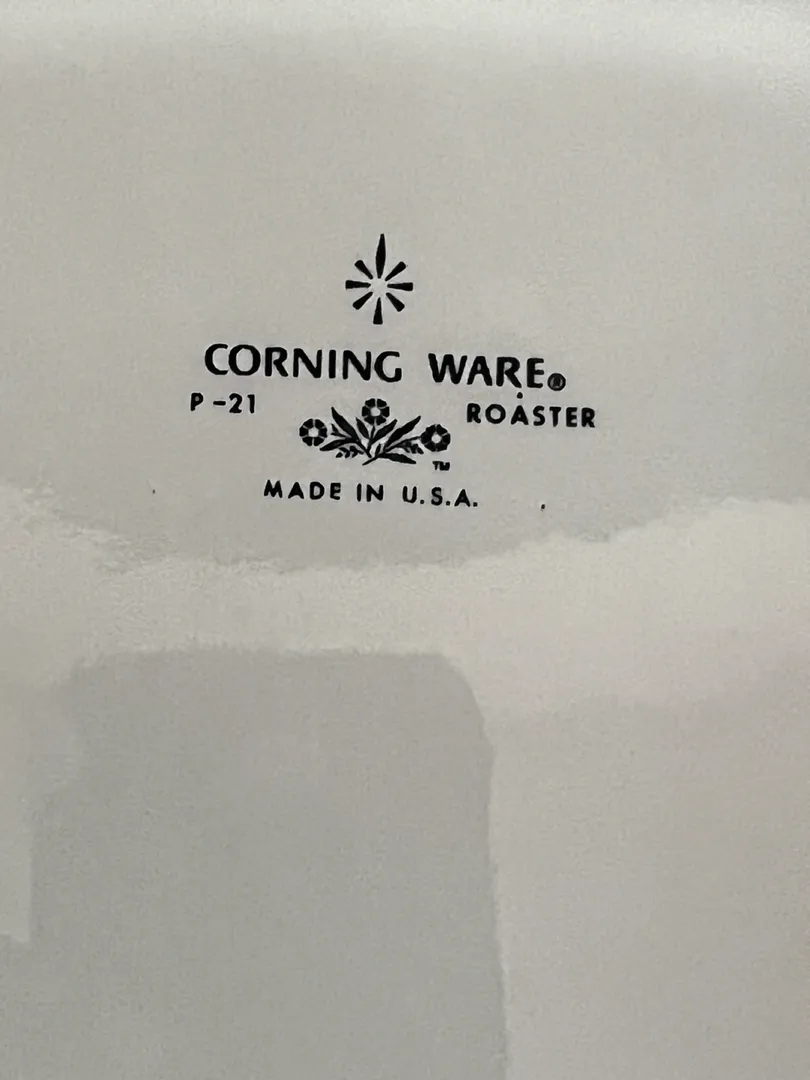 CORNING WARE®
P-21 ROASTER
TM
MADE IN U.S.A.